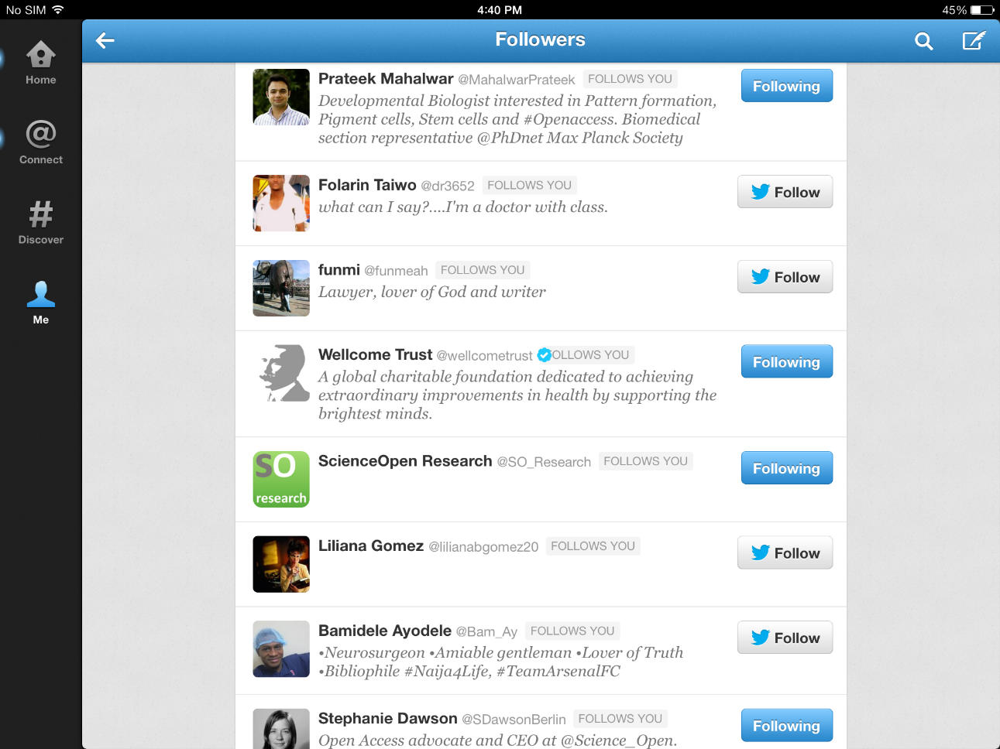 No SIM 4:40 PM 45%
Followers
Home
Connect
Discover
Me
Prateek Mahalwar @MahalwarPrateek FOLLOWS YOU Following
Developmental Biologist interested in Pattern formation,
Pigment cells, Stem cells and #Openaccess. Biomedical
section representative @PhDnet Max Planck Society
Folarin Taiwo @dr3652 FOLLOWS YOU Follow
what can I say?....I'm a doctor with class.
funmi @funmeah FOLLOWS YOU Follow
Lawyer, lover of God and writer
Wellcome Trust @wellcometrust OLLOWS YOU Following
A global charitable foundation dedicated to achieving
extraordinary improvements in health by supporting the
brightest minds.
SO
research
ScienceOpen Research @SO_Research FOLLOWS YOU Following
Liliana Gomez @lilianabgomez20 FOLLOWS YOU Follow
Bamidele Ayodele @Bam_Ay FOLLOWS YOU Follow
•Neurosurgeon •Amiable gentleman •Lover of Truth
•Bibliophile #Naija4Life, #TeamArsenalFC
Stephanie Dawson @SDawsonBerlin FOLLOWS YOU Following
Open Access advocate and CEO at @Science_Open.